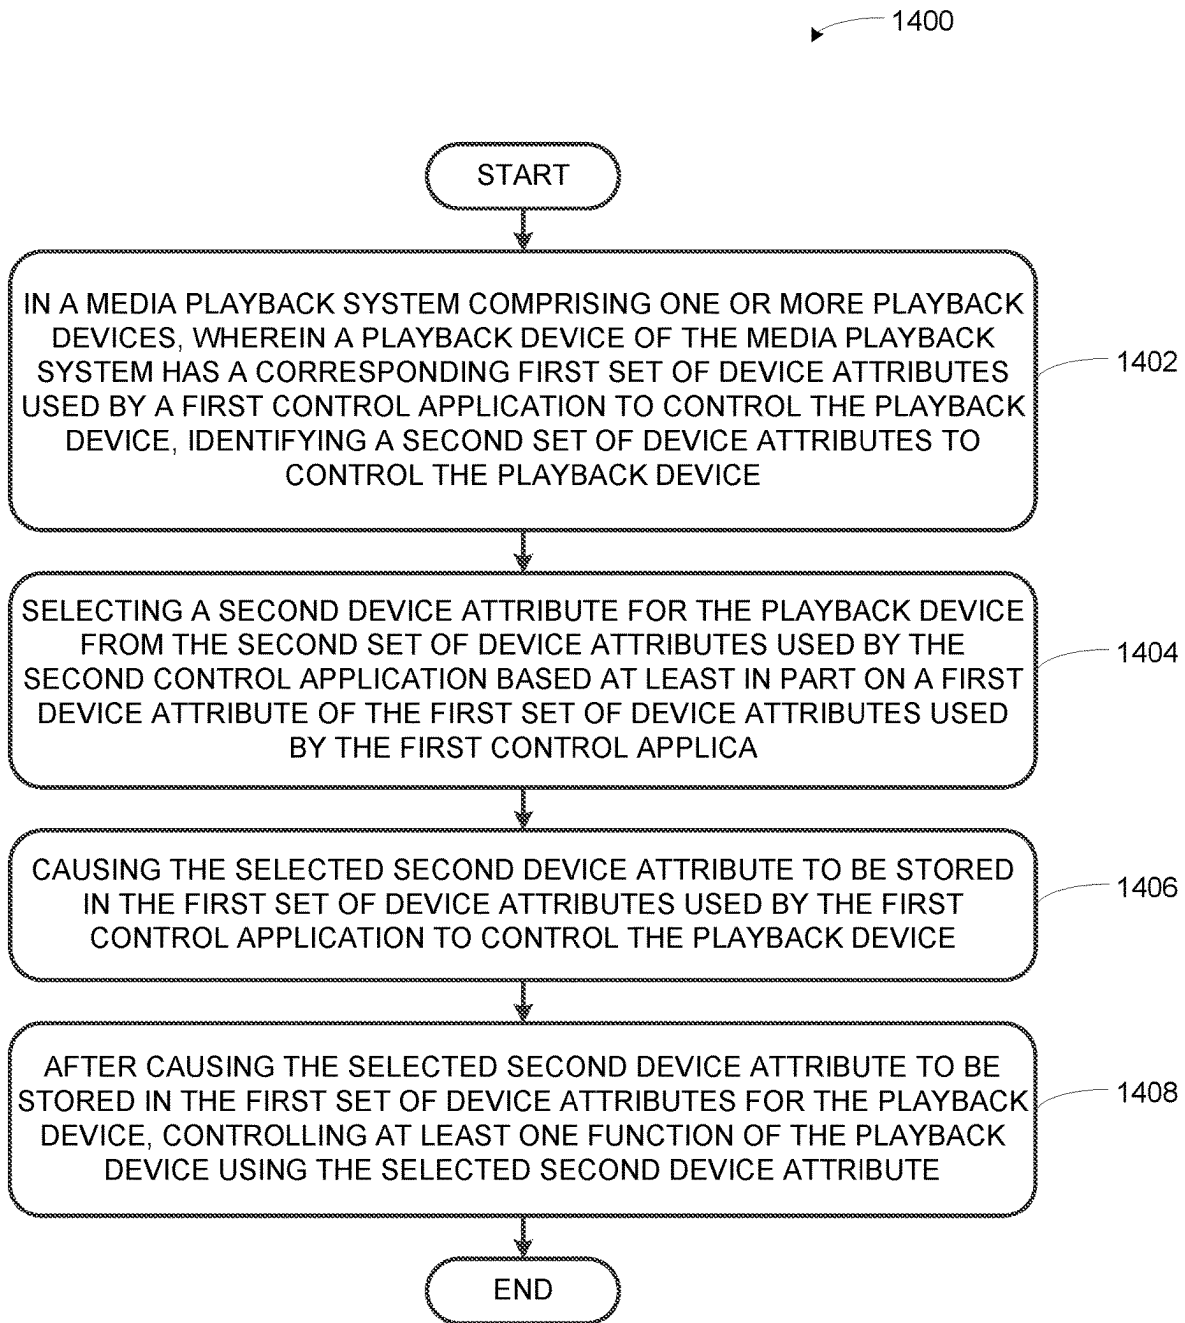 1400
START
IN A MEDIA PLAYBACK SYSTEM COMPRISING ONE OR MORE PLAYBACK
DEVICES, WHEREIN A PLAYBACK DEVICE OF THE MEDIA PLAYBACK
SYSTEM HAS A CORRESPONDING FIRST SET OF DEVICE ATTRIBUTES
USED BY A FIRST CONTROL APPLICATION TO CONTROL THE PLAYBACK
DEVICE, IDENTIFYING A SECOND SET OF DEVICE ATTRIBUTES TO
CONTROL THE PLAYBACK DEVICE
1402
SELECTING A SECOND DEVICE ATTRIBUTE FOR THE PLAYBACK DEVICE
FROM THE SECOND SET OF DEVICE ATTRIBUTES USED BY THE
SECOND CONTROL APPLICATION BASED AT LEAST IN PART ON A FIRST
DEVICE ATTRIBUTE OF THE FIRST SET OF DEVICE ATTRIBUTES USED
BY THE FIRST CONTROL APPLICA
1404
CAUSING THE SELECTED SECOND DEVICE ATTRIBUTE TO BE STORED
IN THE FIRST SET OF DEVICE ATTRIBUTES USED BY THE FIRST
CONTROL APPLICATION TO CONTROL THE PLAYBACK DEVICE
1406
AFTER CAUSING THE SELECTED SECOND DEVICE ATTRIBUTE TO BE
STORED IN THE FIRST SET OF DEVICE ATTRIBUTES FOR THE PLAYBACK
DEVICE, CONTROLLING AT LEAST ONE FUNCTION OF THE PLAYBACK
DEVICE USING THE SELECTED SECOND DEVICE ATTRIBUTE
1408
END